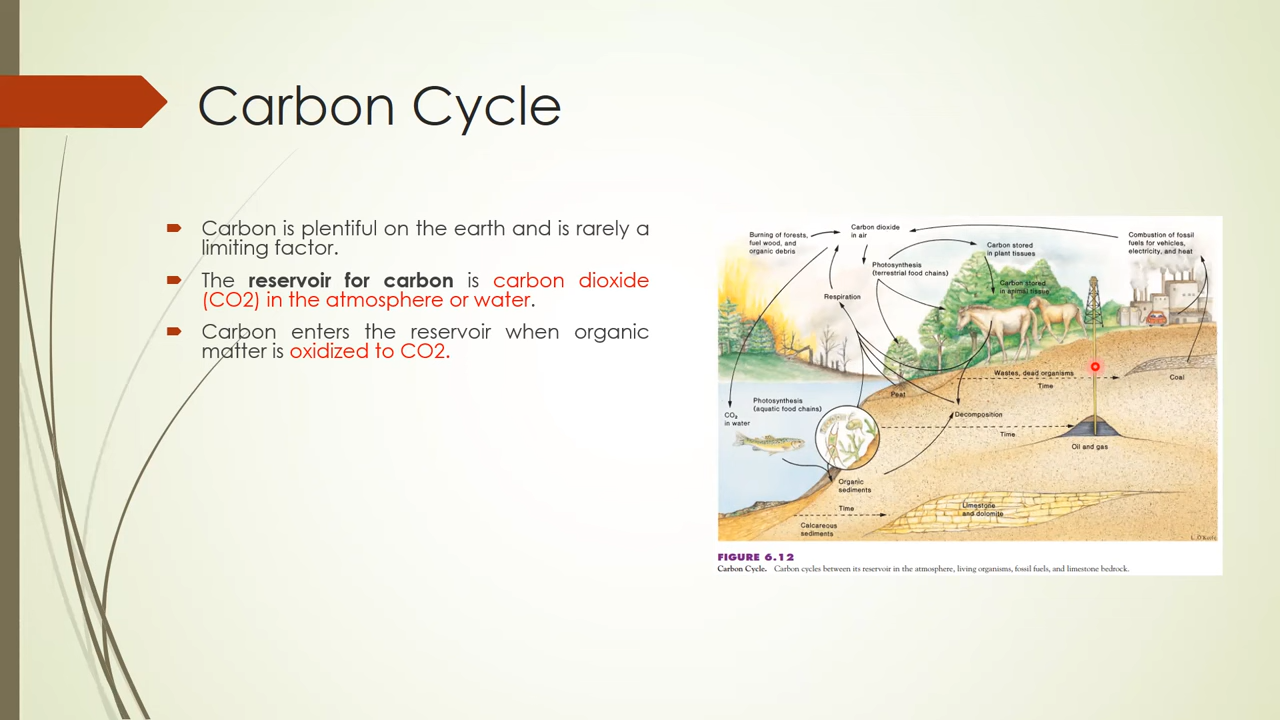 Carbon Cycle
Carbon is plentiful on the earth and is rarely a
limiting factor.
The reservoir for carbon is carbon dioxide
(CO2) in the atmosphere or water.
Carbon enters the reservoir when organic
matter is oxidized to CO2.
Burning of forests,
fuel wood, and
organic debris
Carbon dioxide
in air
Combustion of fossil
fuels for vehicles,
electricity, and heat
Photosynthesis
(terrestrial food chains)
Carbon stored
in plant tissues
Respiration
Carbon stored
in animal tissue
Wastes, dead organisms
Time
Coal
Peat
Photosynthesis
(aquatic food chains)
CO₂
in water
Decomposition
Time
Oil and gas
Organic
sediments
Time
Limestone
and dolomite
Calcareous
sediments
FIGURE 6.12
Carbon Cycle. Carbon cycles between its reservoir in the atmosphere, living organisms, fossil fuels, and limestone bedrock.